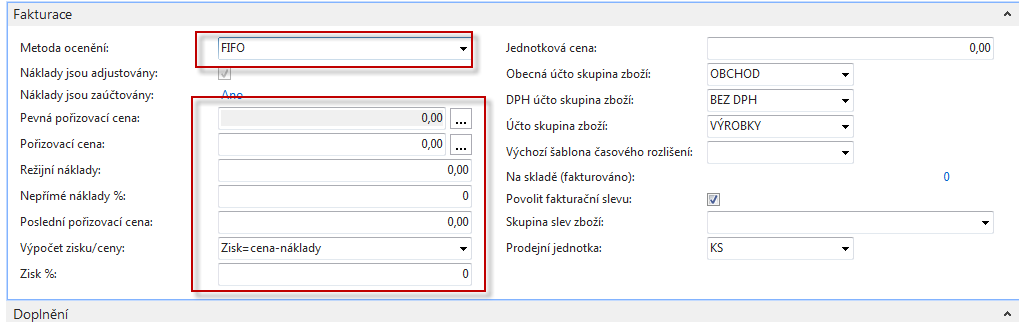 Fakturace
Metoda ocenění: FIFO
Náklady jsou adjustovány:
Náklady jsou zaúčtovány: Ano
Pevná pořizovací cena: 0,00 ...
Pořizovací cena: 0,00 ...
Režijní náklady: 0,00
Nepřímé náklady %: 0
Poslední pořizovací cena: 0,00
Výpočet zisku/ceny: Zisk=cena-náklady
Zisk %: 0
Jednotková cena: 0,00
Obecná účto skupina zboží: OBCHOD
DPH účto skupina zboží: BEZ DPH
Účto skupina zboží: VÝROBKY
Výchozí šablona časového rozlišení:
Na skladě (fakturováno): 0
Povolit fakturační slevu:
Skupina slev zboží:
Prodejní jednotka: KS
Doplnění